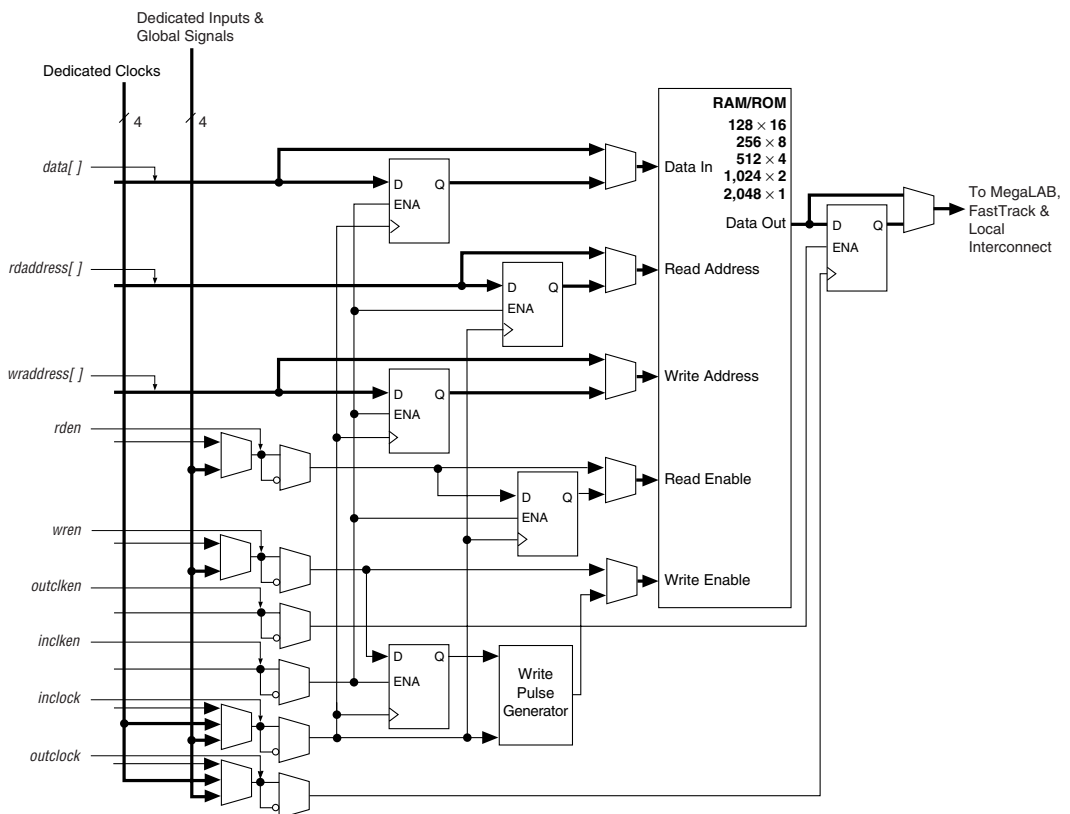 Dedicated Inputs &
Global Signals
Dedicated Clocks
4
4
RAM/ROM
128 × 16
256 × 8
512 × 4
1,024 × 2
2,048 × 1
data[ ]
D Q
ENA
Data In
To MegaLAB,
FastTrack &
Local
Interconnect
Data Out
D Q
ENA
rdaddress[ ]
D Q
ENA
Read Address
wraddress[ ]
D Q
ENA
Write Address
rden
D Q
ENA
Read Enable
wren
Write Enable
outclken
inclken
D Q
ENA
Write
Pulse
Generator
inclock
outclock